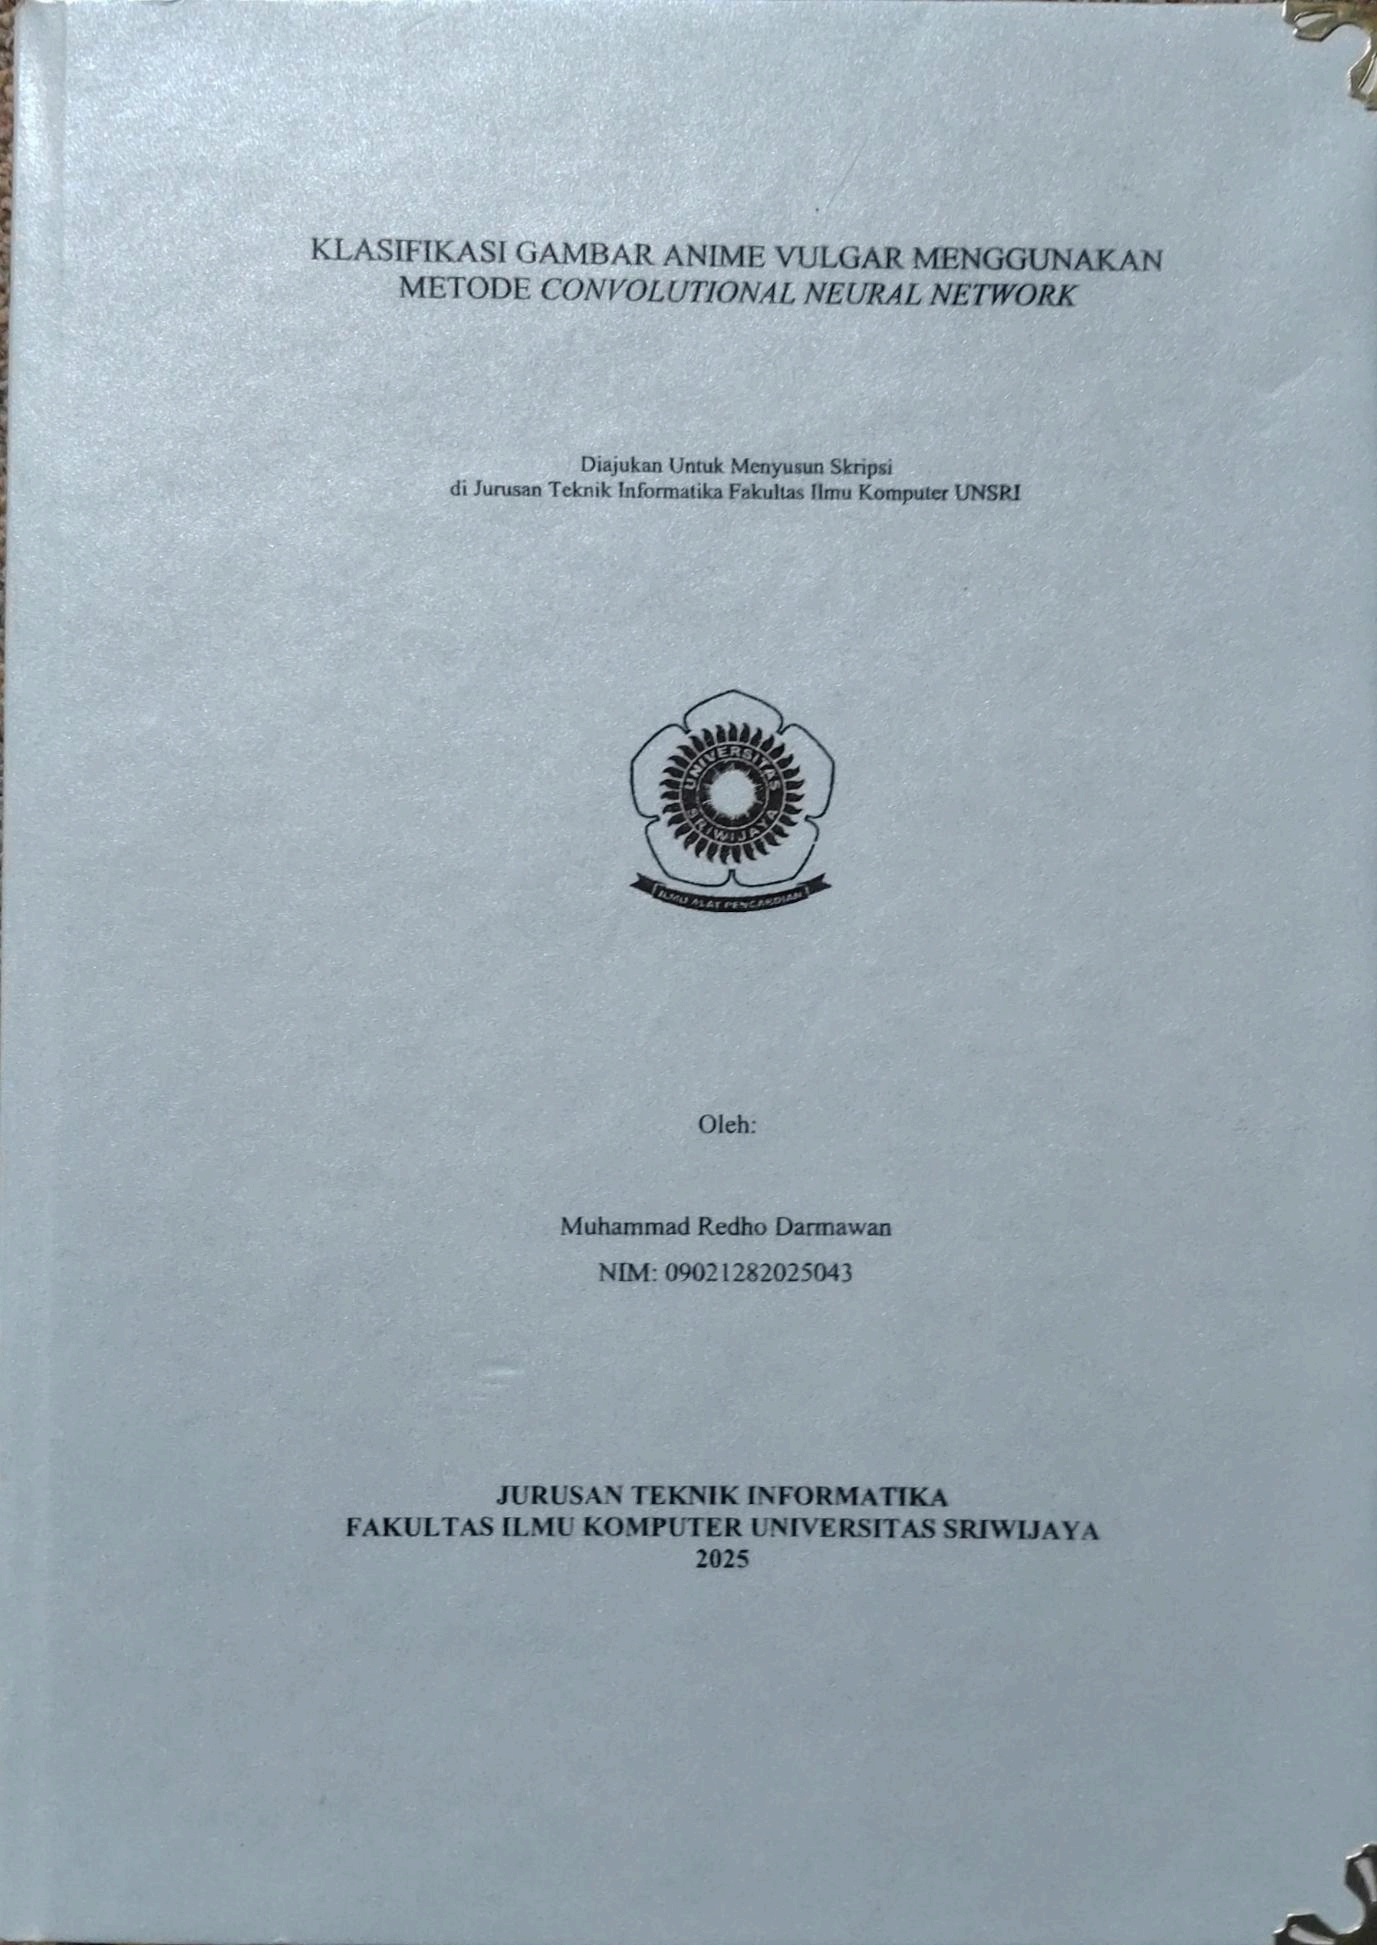 KLASIFIKASI GAMBAR ANIME VULGAR MENGGUNAKAN
METODE CONVOLUTIONAL NEURAL NETWORK
Diajukan Untuk Menyusun Skripsi
di Jurusan Teknik Informatika Fakultas Ilmu Komputer UNSRI
UNIVERSITAS
SRIWIJAYA
ILMU ALAT PENGABDIAN
Oleh:
Muhammad Redho Darmawan
NIM: 09021282025043
JURUSAN TEKNIK INFORMATIKA
FAKULTAS ILMU KOMPUTER UNIVERSITAS SRIWIJAYA
2025